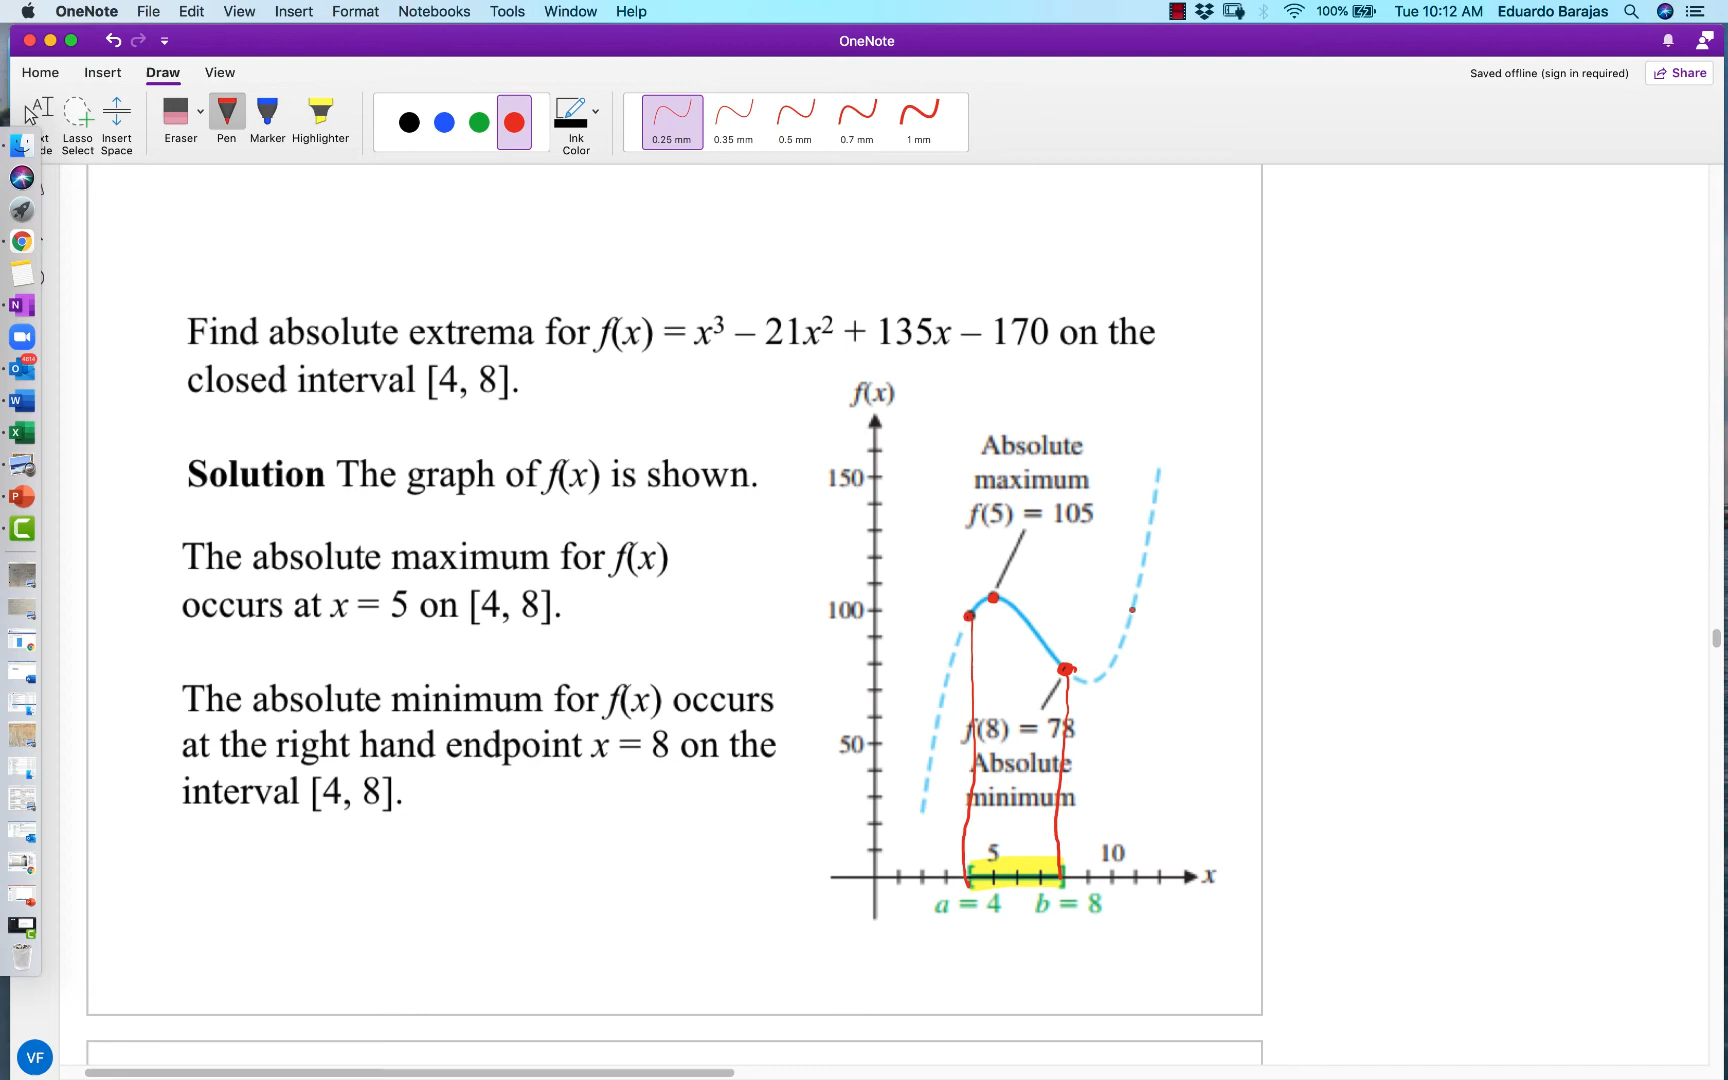 OneNote File Edit View Insert Format Notebooks Tools Window Help 100% Tue 10:12 AM Eduardo Barajas
OneNote
Home Insert Draw View Saved offline (sign in required) Share
Lasso Select
Insert Space
Eraser
Pen
Marker
Highlighter
Ink Color
0.25 mm 0.35 mm 0.5 mm 0.7 mm 1 mm
Find absolute extrema for f(x) = x³ – 21x² + 135x – 170 on the
closed interval [4, 8].
Solution The graph of f(x) is shown.
The absolute maximum for f(x)
occurs at x = 5 on [4, 8].
The absolute minimum for f(x) occurs
at the right hand endpoint x = 8 on the
interval [4, 8].
f(x)
Absolute
maximum
f(5) = 105
150
100
50
f(8) = 78
Absolute
minimum
5 10
x
a = 4 b = 8
VF